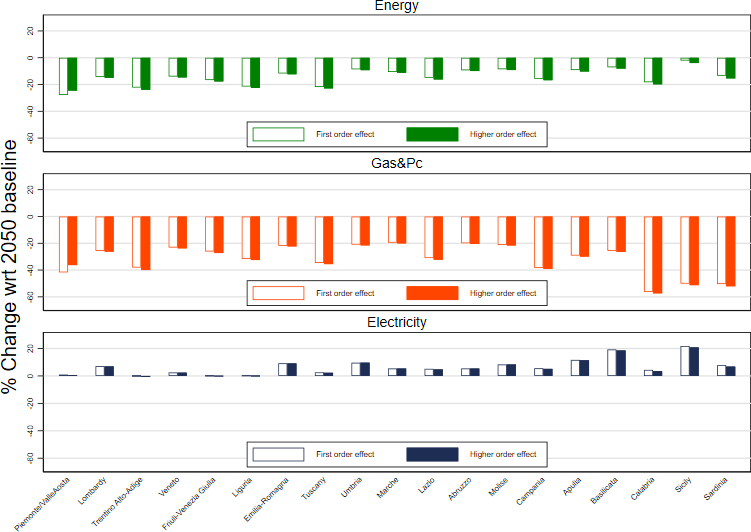 Energy
20
0
-20
-40
-60
First order effect
Higher order effect
Gas&Pc
20
0
-20
-40
-60
First order effect
Higher order effect
% Change wrt 2050 baseline
Electricity
20
0
-20
-40
-60
First order effect
Higher order effect
Piemonte/ValleAosta
Lombardy
Trentino Alto-Adige
Veneto
Friuli-Venezia Giulia
Liguria
Emilia-Romagna
Tuscany
Umbria
Marche
Lazio
Abruzzo
Molise
Campania
Apulia
Basilicata
Calabria
Sicily
Sardinia